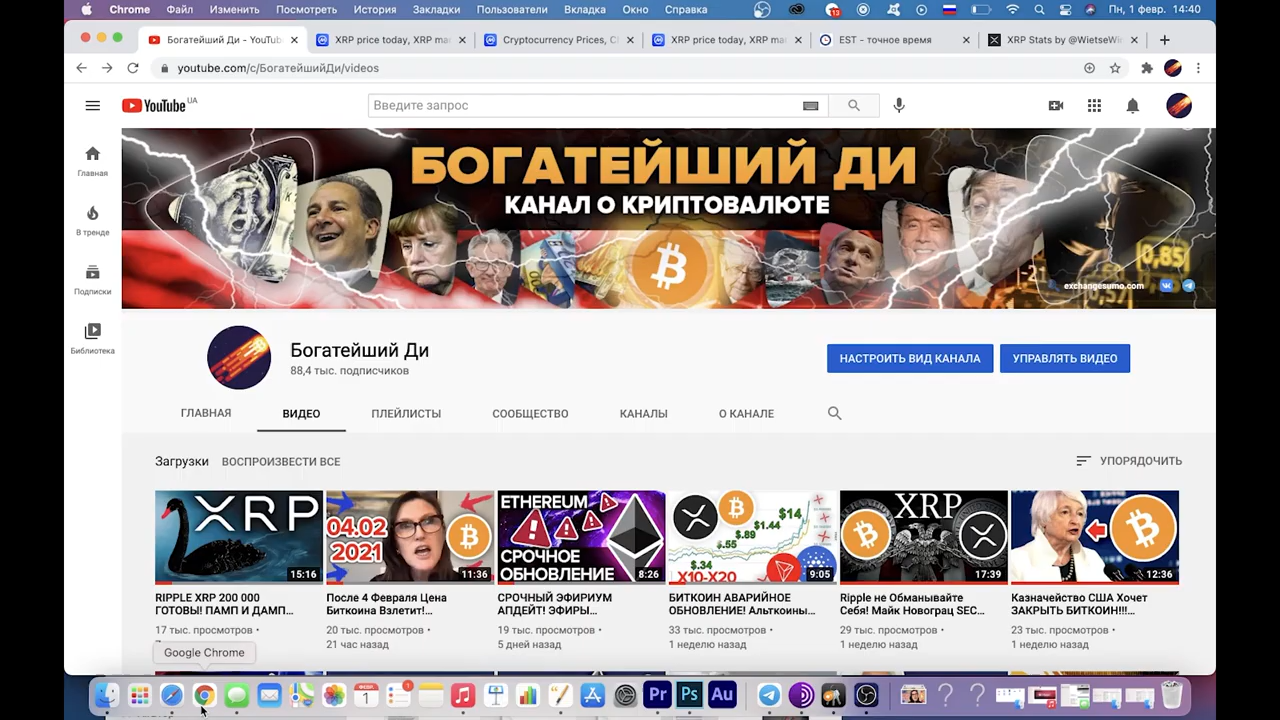 Chrome Файл Изменить Посмотреть История Закладки Пользователи Вкладка Окно Справка 13 Пн, 1 февр. 14:40
Богатейший Ди - YouTub XRP price today, XRP ma Cryptocurrency Prices, C XRP price today, XRP ma EST - точное время XRP Stats by @WietseWi
youtube.com/c/БогатейшийДи/videos
YouTube UA
Введите запрос
Главная
В тренде
Подписки
Библиотека
БОГАТЕЙШИЙ ДИ
КАНАЛ О КРИПТОВАЛЮТЕ
-21
0,85
exchangesumo.com
Богатейший Ди
88,4 тыс. подписчиков
НАСТРОИТЬ ВИД КАНАЛА
УПРАВЛЯТЬ ВИДЕО
ГЛАВНАЯ ВИДЕО ПЛЕЙЛИСТЫ СООБЩЕСТВО КАНАЛЫ О КАНАЛЕ
Загрузки ВОСПРОИЗВЕСТИ ВСЕ
УПОРЯДОЧИТЬ
XRP
15:16
RIPPLE XRP 200 000
ГОТОВЫ! ПАМП И ДАМП...
17 тыс. просмотров •
04.02
2021
11:36
После 4 Февраля Цена
Биткоина Взлетит!...
20 тыс. просмотров •
21 час назад
ETHEREUM
СРОЧНОЕ
ОБНОВЛЕНИЕ
8:26
СРОЧНЫЙ ЭФИРИУМ
АПДЕЙТ! ЭФИРЫ...
19 тыс. просмотров •
5 дней назад
$14
$1.44
$.89
$.55
$.34
X10-X20
9:05
БИТКОИН АВАРИЙНОЕ
ОБНОВЛЕНИЕ! Альткоины...
33 тыс. просмотров •
1 неделю назад
XRP
17:39
Ripple не Обманывайте
Себя! Майк Новограц SEC...
29 тыс. просмотров •
1 неделю назад
12:36
Казначейство США Хочет
ЗАКРЫТЬ БИТКОИН!!!...
23 тыс. просмотров •
1 неделю назад
Google Chrome
ФЕВР. 1
1
Pr Ps Au